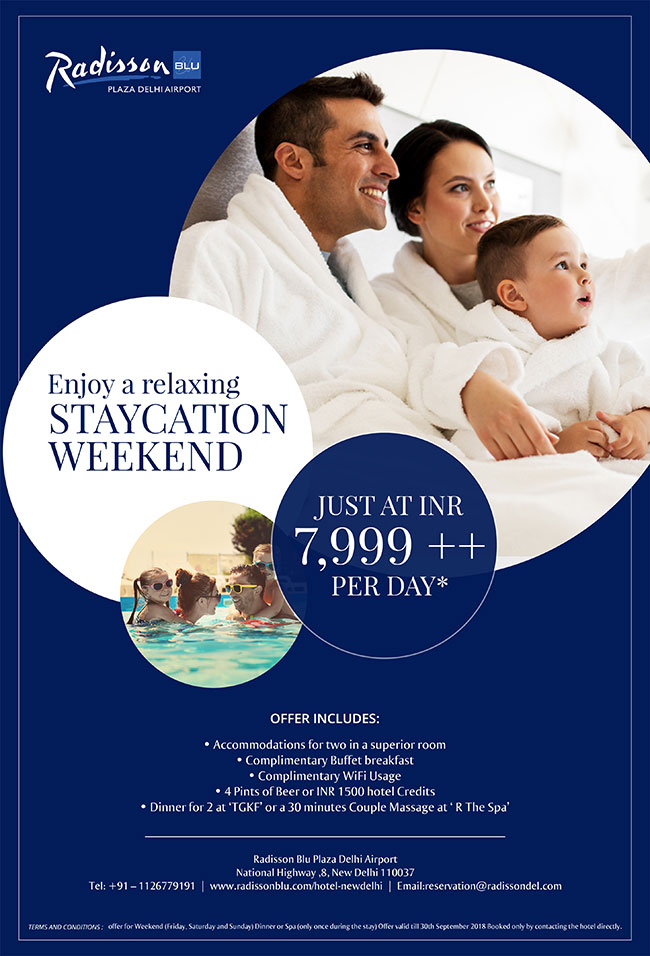 Radisson BLU
PLAZA DELHI AIRPORT
Enjoy a relaxing
STAYCATION
WEEKEND
JUST AT INR
7,999 ++
PER DAY*
OFFER INCLUDES:
• Accommodations for two in a superior room
• Complimentary Buffet breakfast
• Complimentary WiFi Usage
• 4 Pints of Beer or INR 1500 hotel Credits
• Dinner for 2 at ‘TGKF’ or a 30 minutes Couple Massage at ‘ R The Spa’
Radisson Blu Plaza Delhi Airport
National Highway ,8, New Delhi 110037
Tel: +91 – 1126779191 | www.radissonblu.com/hotel-newdelhi | Email:reservation@radissondel.com
TERMS AND CONDITIONS : offer for Weekend (Friday, Saturday and Sunday) Dinner or Spa (only once during the stay) Offer valid till 30th September 2018 Booked only by contacting the hotel directly.